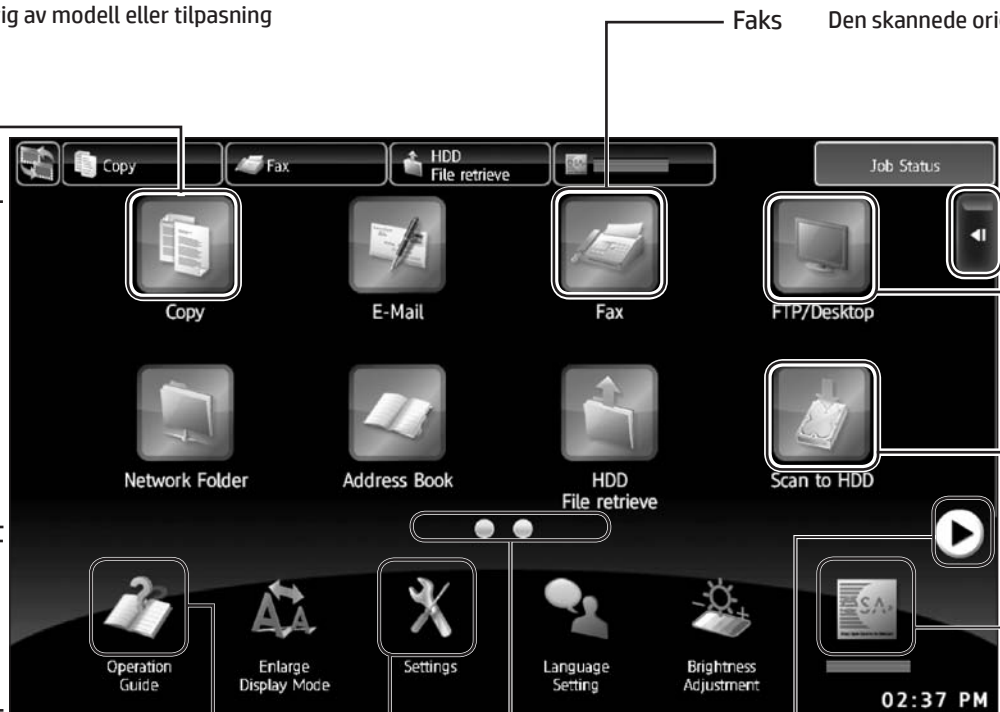 ig av modell eller tilpasning
Faks
Den skannede ori
Copy
Fax
HDD
File retrieve
Job Status
Copy
E-Mail
Fax
FTP/Desktop
Network Folder
Address Book
HDD
File retrieve
Scan to HDD
Operation
Guide
Enlarge
Display Mode
Settings
Language
Setting
Brightness
Adjustment
02:37 PM